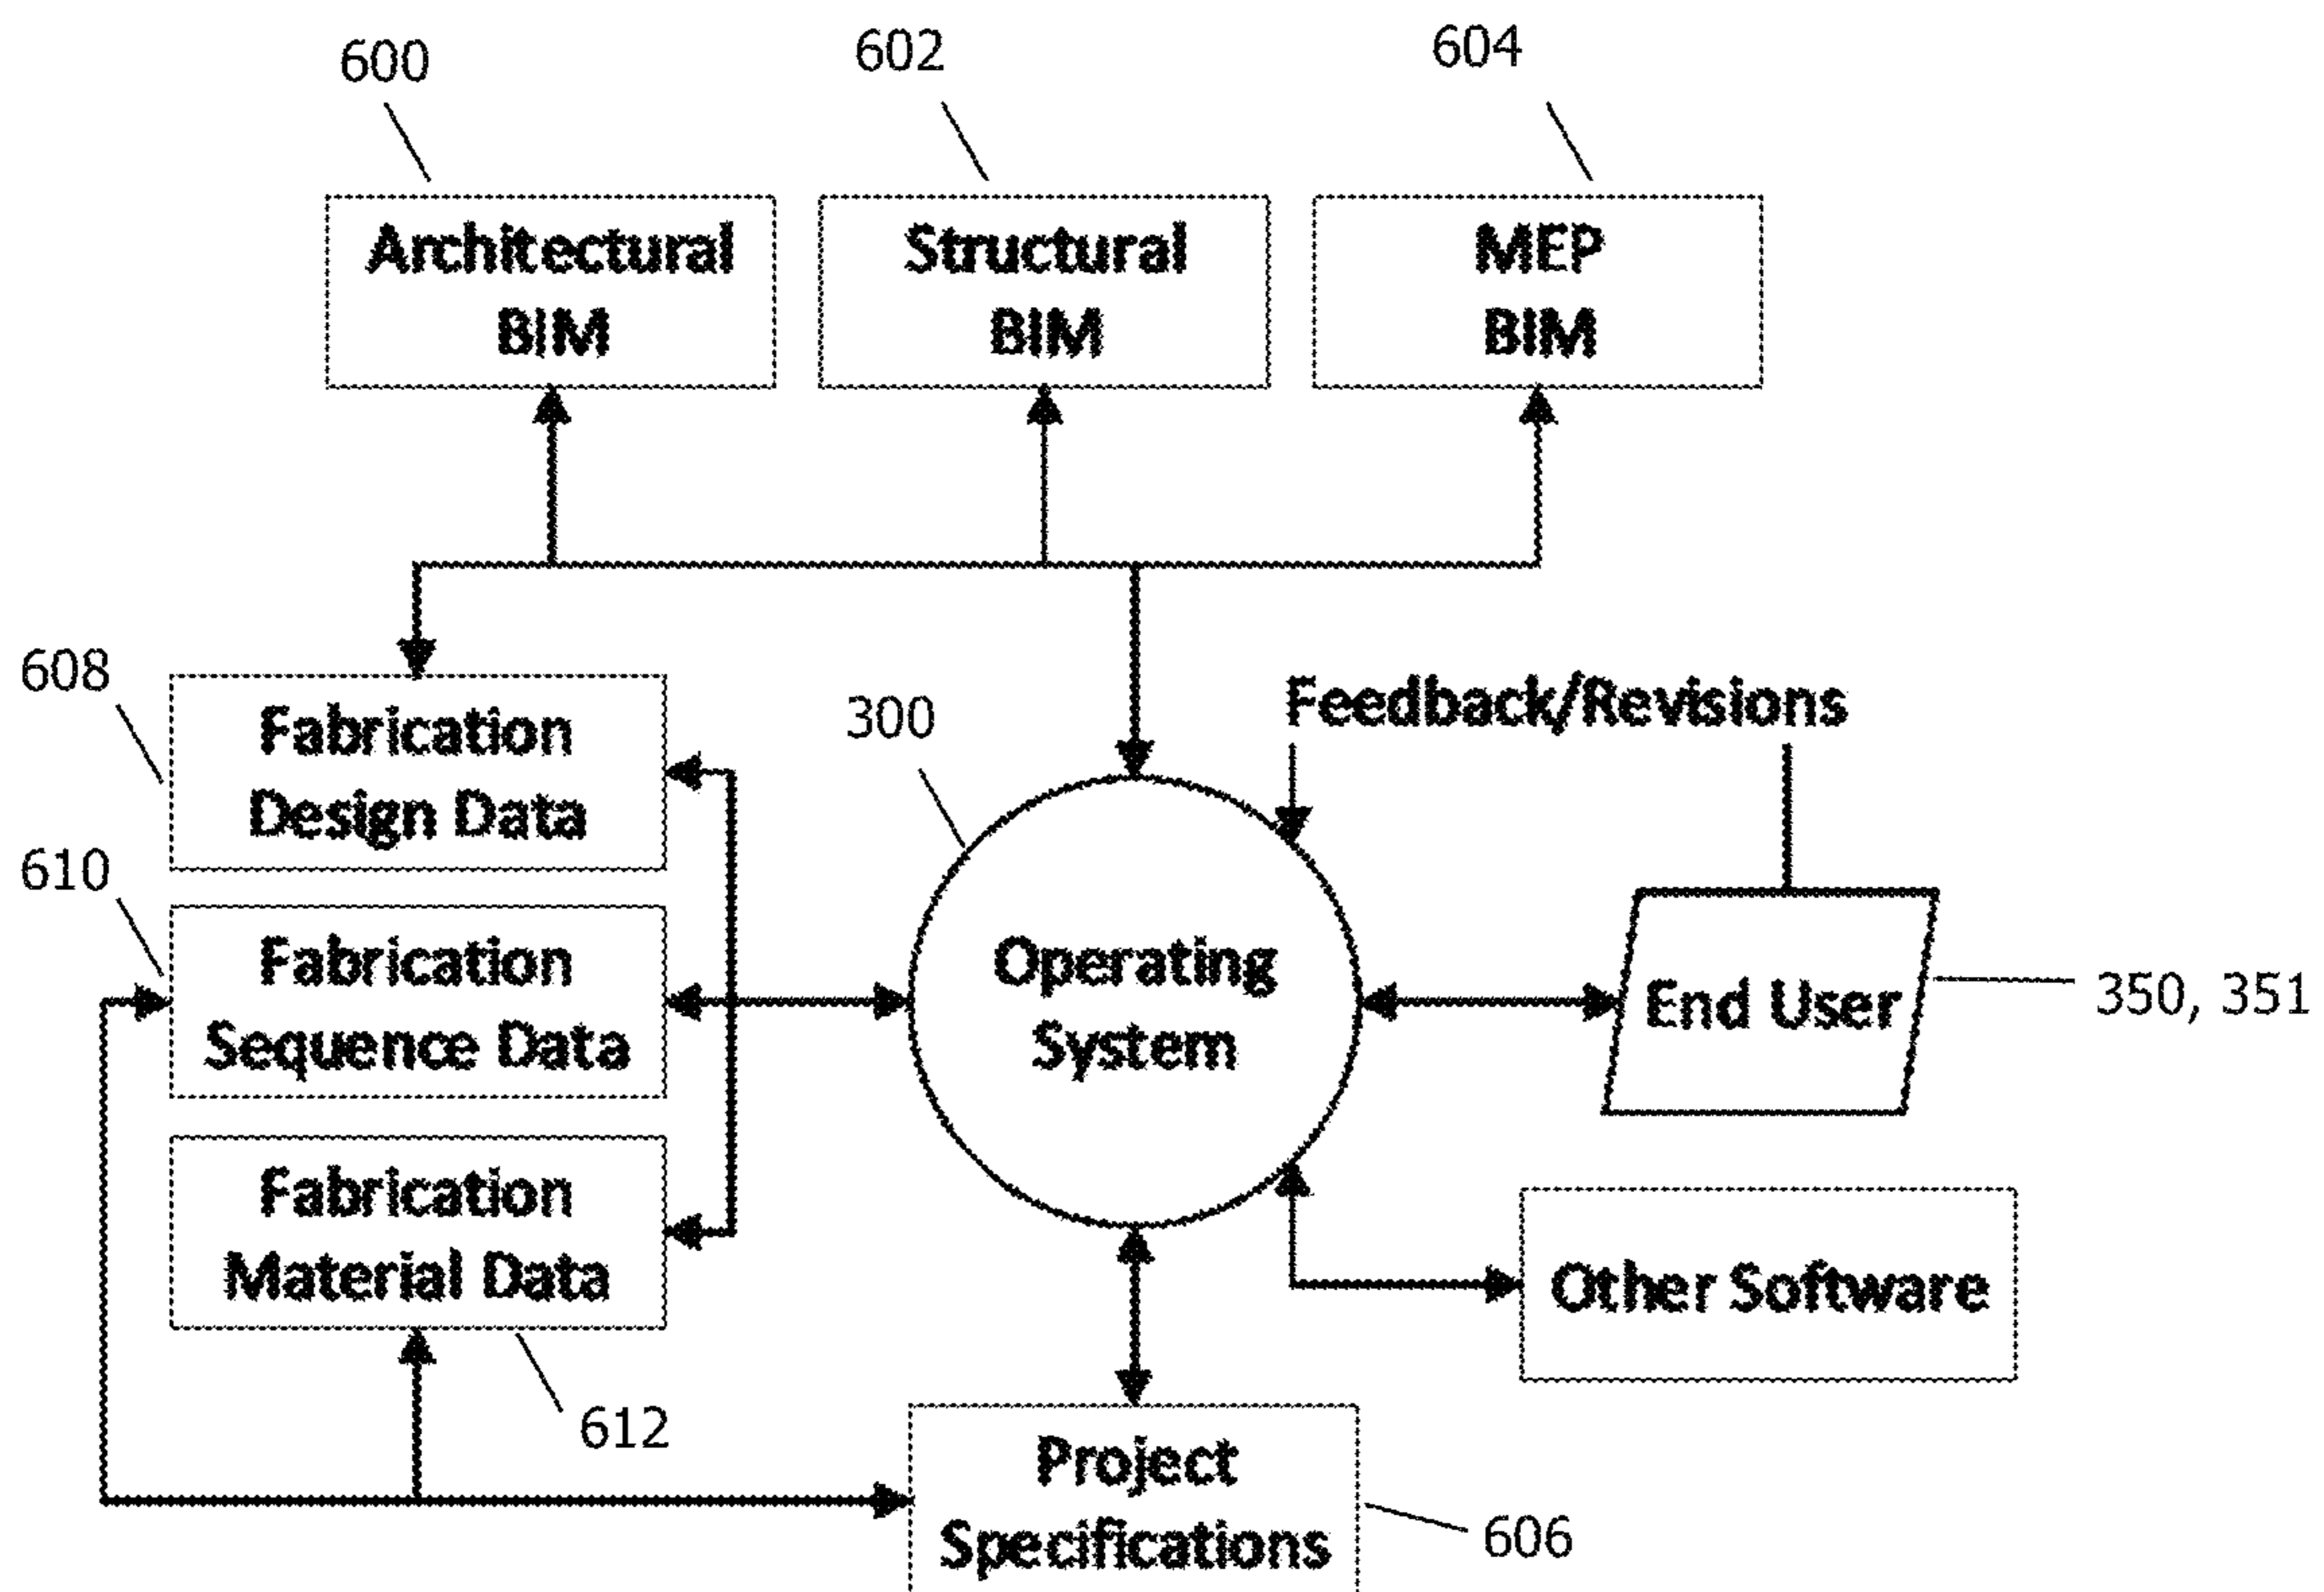 600
602
604
Architectural
BIM
Structural
BIM
MEP
BIM
608
Fabrication
Design Data
300
Feedback/Revisions
610
Fabrication
Sequence Data
Operating
System
End User
350, 351
Fabrication
Material Data
612
Other Software
Project
Specifications
606